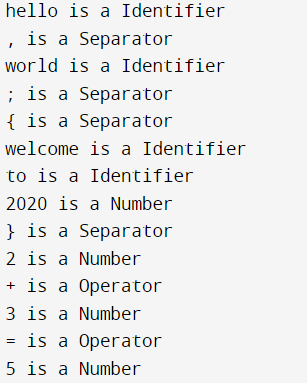 hello is a Identifier
, is a Separator
world is a Identifier
; is a Separator
{ is a Separator
welcome is a Identifier
to is a Identifier
2020 is a Number
} is a Separator
2 is a Number
+ is a Operator
3 is a Number
= is a Operator
5 is a Number